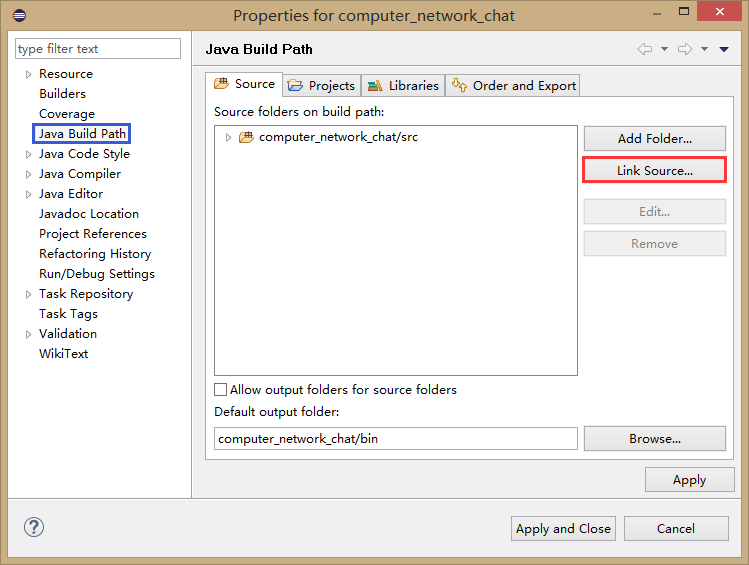 Properties for computer_network_chat
type filter text
Resource
Builders
Coverage
Java Build Path
Java Code Style
Java Compiler
Java Editor
Javadoc Location
Project References
Refactoring History
Run/Debug Settings
Task Repository
Task Tags
Validation
WikiText
Java Build Path
Source Projects Libraries Order and Export
Source folders on build path:
computer_network_chat/src
Add Folder...
Link Source...
Edit...
Remove
Allow output folders for source folders
Default output folder:
computer_network_chat/bin
Browse...
Apply
?
Apply and Close
Cancel